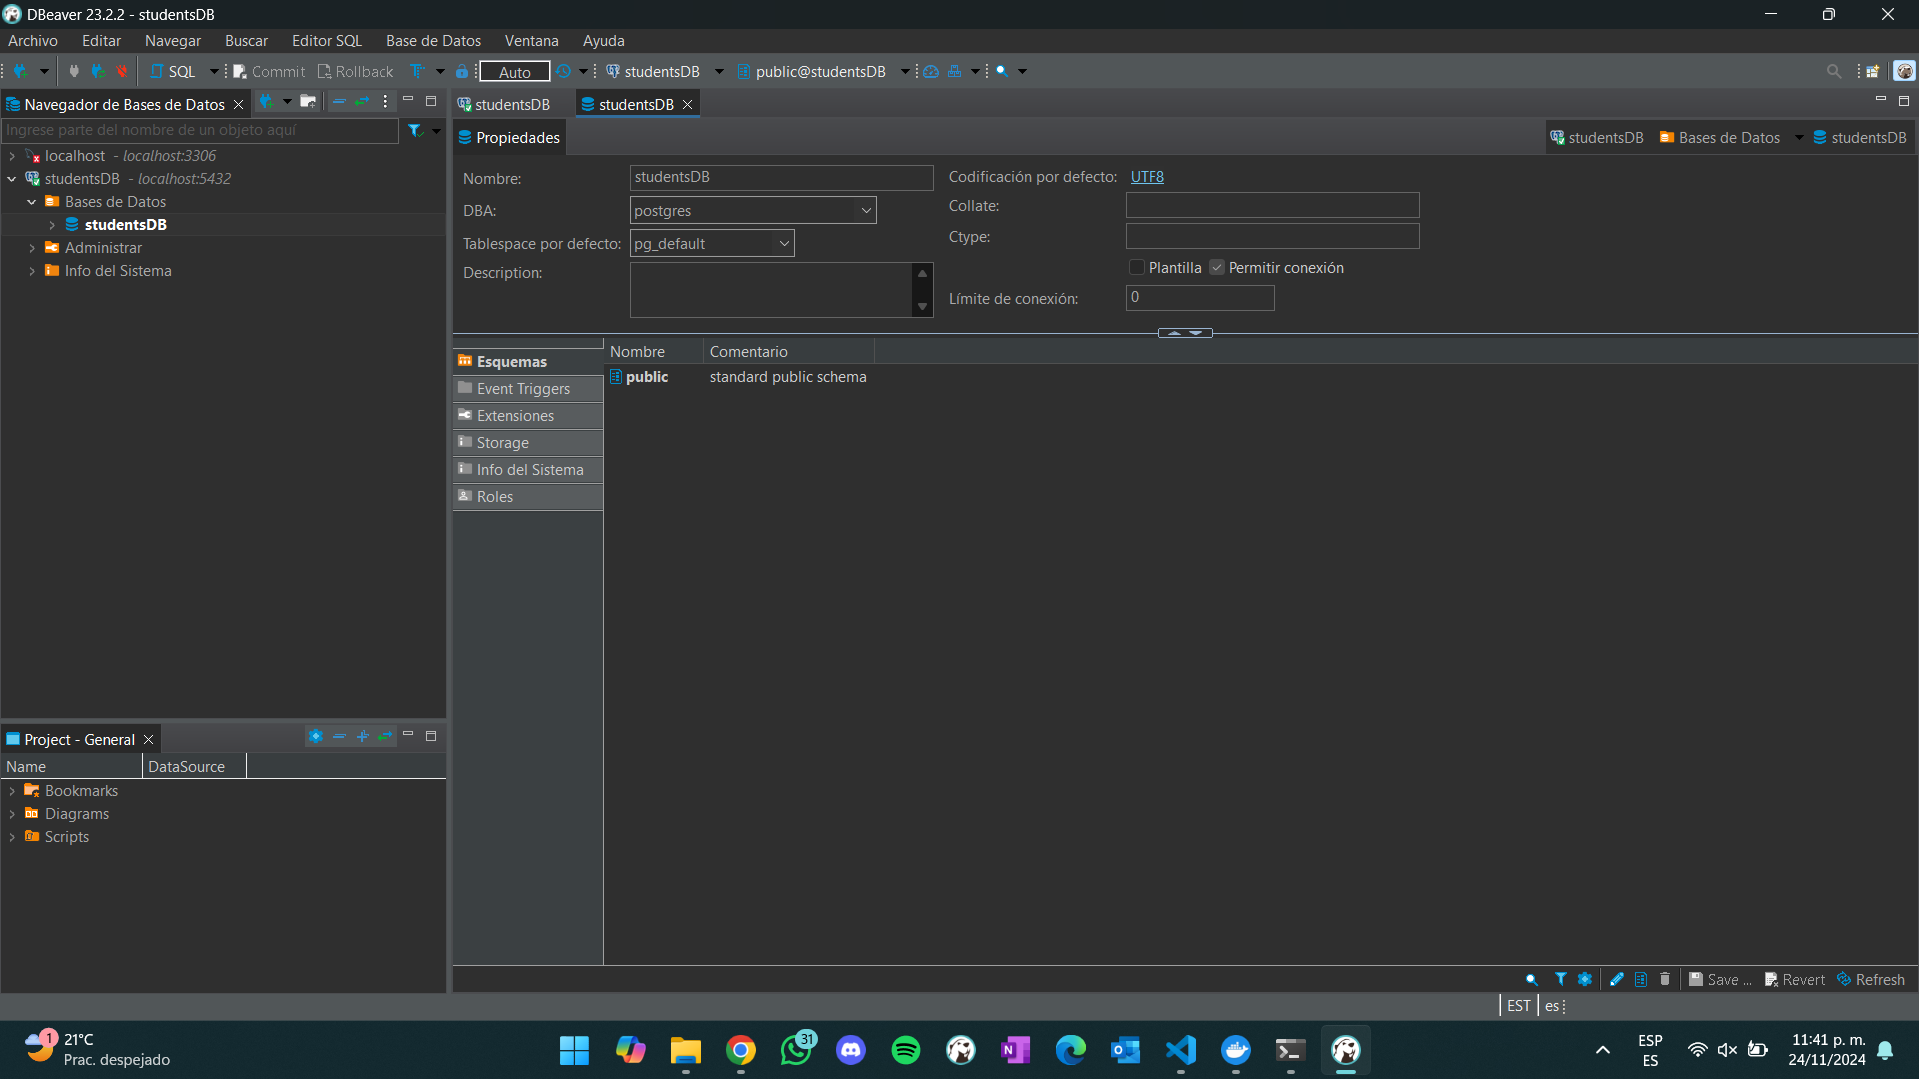 DBeaver 23.2.2 - studentsDB
Archivo Editar Navegar Buscar Editor SQL Base de Datos Ventana Ayuda
SQL Commit Rollback Auto studentsDB public@studentsDB
Navegador de Bases de Datos
studentsDB studentsDB
Ingrese parte del nombre de un objeto aquí
Propiedades
studentsDB Bases de Datos studentsDB
localhost - localhost:3306
studentsDB - localhost:5432
Bases de Datos
studentsDB
Administrar
Info del Sistema
Nombre: studentsDB
DBA: postgres
Tablespace por defecto: pg_default
Description:
Codificación por defecto: UTF8
Collate:
Ctype:
Plantilla Permitir conexión
Límite de conexión: 0
Esquemas
Event Triggers
Extensiones
Storage
Info del Sistema
Roles
Nombre Comentario
public standard public schema
Project - General
Name DataSource
Bookmarks
Diagrams
Scripts
Save ... Revert Refresh
EST es
1 21°C
Prac. despejado
31
ESP
ES
11:41 p. m.
24/11/2024